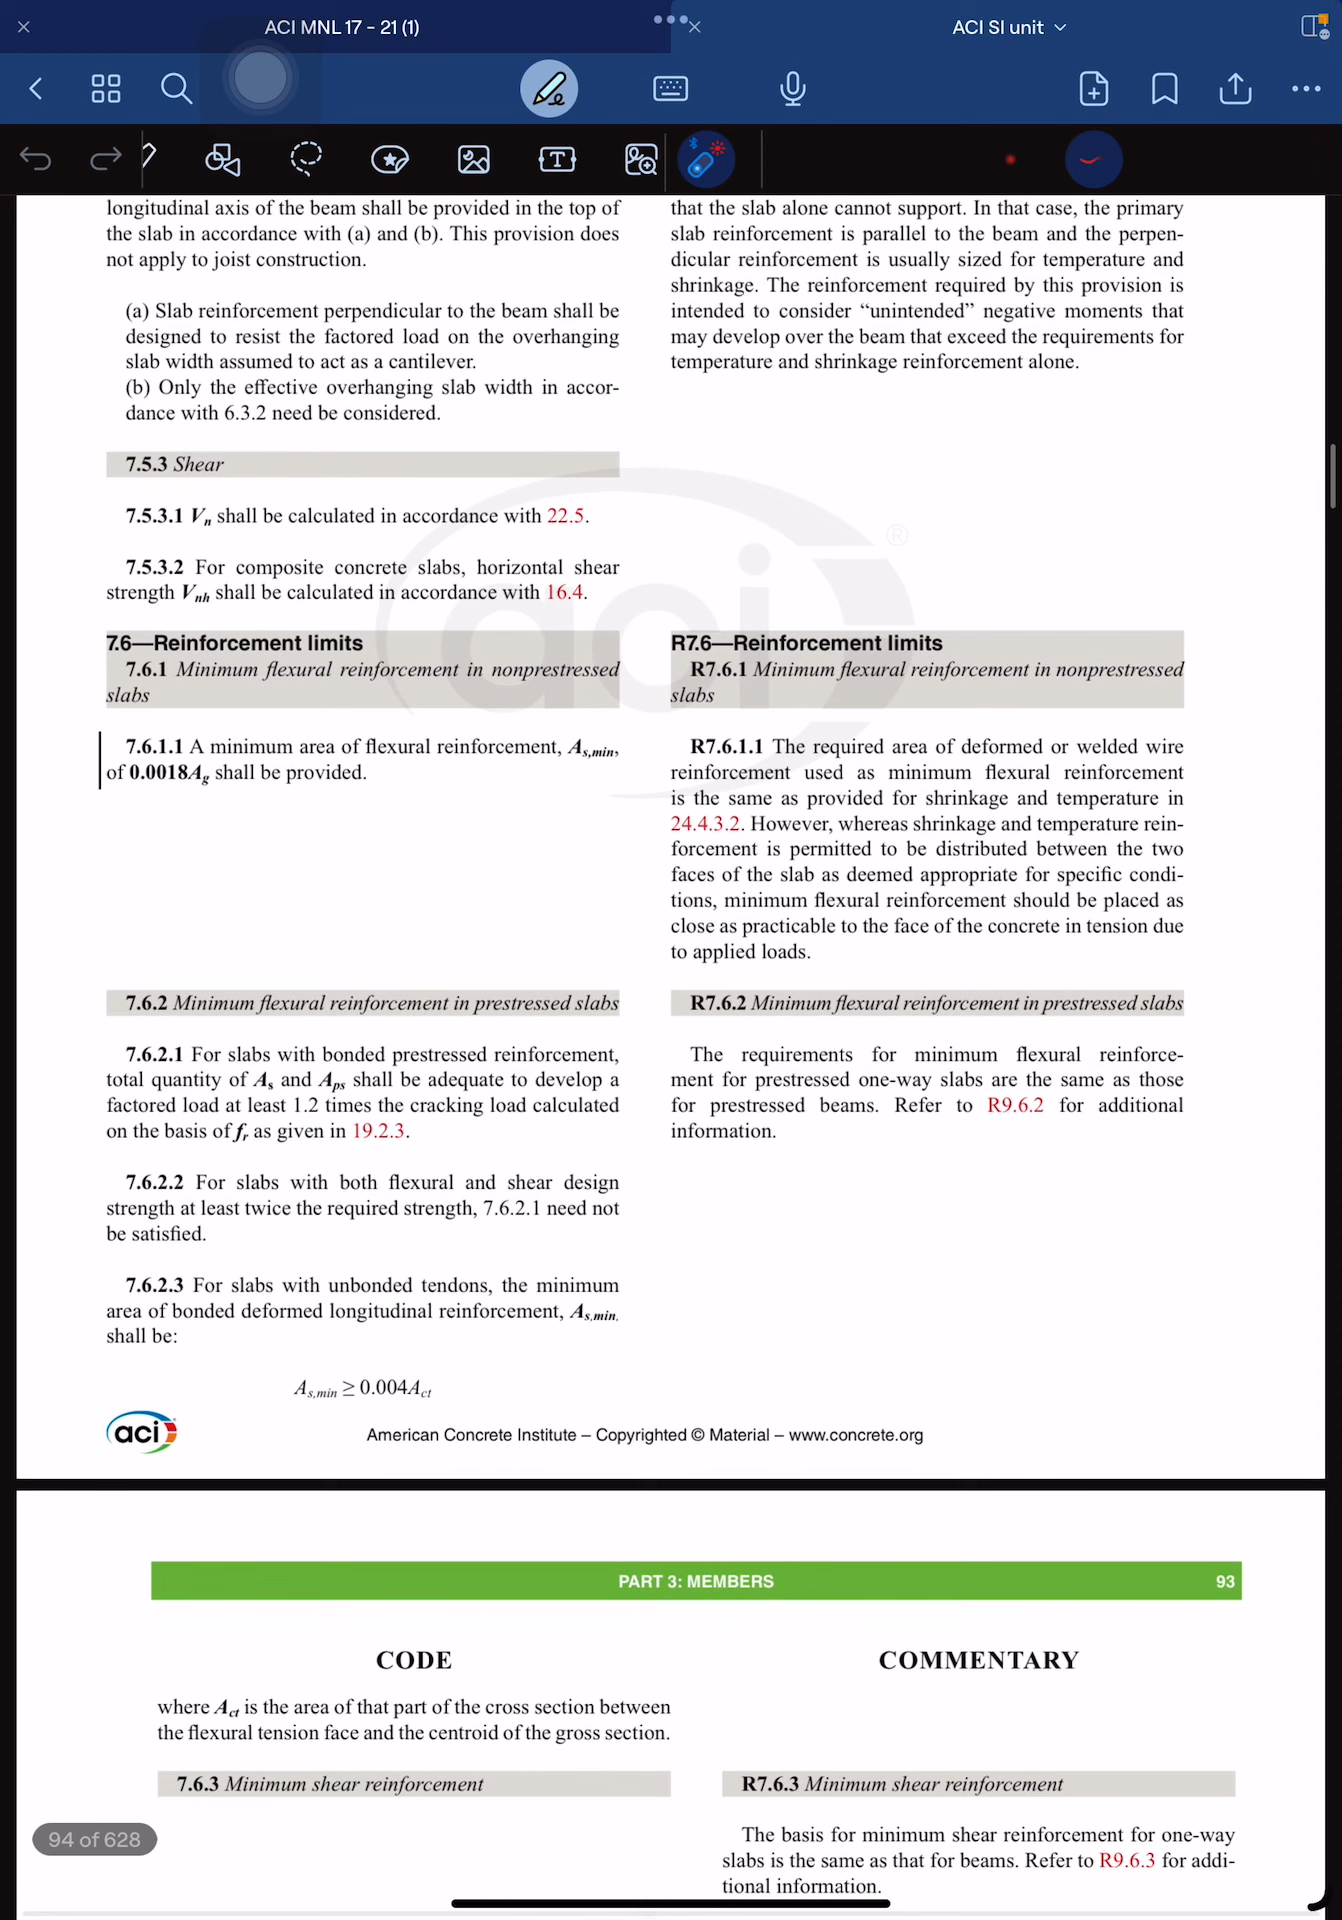 ACI MNL 17 - 21 (1)
ACI SI unit
longitudinal axis of the beam shall be provided in the top of
the slab in accordance with (a) and (b). This provision does
not apply to joist construction.
(a) Slab reinforcement perpendicular to the beam shall be
designed to resist the factored load on the overhanging
slab width assumed to act as a cantilever.
(b) Only the effective overhanging slab width in accor-
dance with 6.3.2 need be considered.
7.5.3 Shear
7.5.3.1 Vn shall be calculated in accordance with 22.5.
7.5.3.2 For composite concrete slabs, horizontal shear
strength Vnh shall be calculated in accordance with 16.4.
7.6—Reinforcement limits
7.6.1 Minimum flexural reinforcement in nonprestressed
slabs
7.6.1.1 A minimum area of flexural reinforcement, As,min,
of 0.0018Ag shall be provided.
7.6.2 Minimum flexural reinforcement in prestressed slabs
7.6.2.1 For slabs with bonded prestressed reinforcement,
total quantity of As and Aps shall be adequate to develop a
factored load at least 1.2 times the cracking load calculated
on the basis of fr as given in 19.2.3.
7.6.2.2 For slabs with both flexural and shear design
strength at least twice the required strength, 7.6.2.1 need not
be satisfied.
7.6.2.3 For slabs with unbonded tendons, the minimum
area of bonded deformed longitudinal reinforcement, As,min,
shall be:
As,min ≥ 0.004Act
that the slab alone cannot support. In that case, the primary
slab reinforcement is parallel to the beam and the perpen-
dicular reinforcement is usually sized for temperature and
shrinkage. The reinforcement required by this provision is
intended to consider “unintended” negative moments that
may develop over the beam that exceed the requirements for
temperature and shrinkage reinforcement alone.
R7.6—Reinforcement limits
R7.6.1 Minimum flexural reinforcement in nonprestressed
slabs
R7.6.1.1 The required area of deformed or welded wire
reinforcement used as minimum flexural reinforcement
is the same as provided for shrinkage and temperature in
24.4.3.2. However, whereas shrinkage and temperature rein-
forcement is permitted to be distributed between the two
faces of the slab as deemed appropriate for specific condi-
tions, minimum flexural reinforcement should be placed as
close as practicable to the face of the concrete in tension due
to applied loads.
R7.6.2 Minimum flexural reinforcement in prestressed slabs
The requirements for minimum flexural reinforce-
ment for prestressed one-way slabs are the same as those
for prestressed beams. Refer to R9.6.2 for additional
information.
aci
®
aci
American Concrete Institute – Copyrighted © Material – www.concrete.org
PART 3: MEMBERS 93
CODE
where Act is the area of that part of the cross section between
the flexural tension face and the centroid of the gross section.
7.6.3 Minimum shear reinforcement
COMMENTARY
R7.6.3 Minimum shear reinforcement
The basis for minimum shear reinforcement for one-way
slabs is the same as that for beams. Refer to R9.6.3 for addi-
tional information.
94 of 628